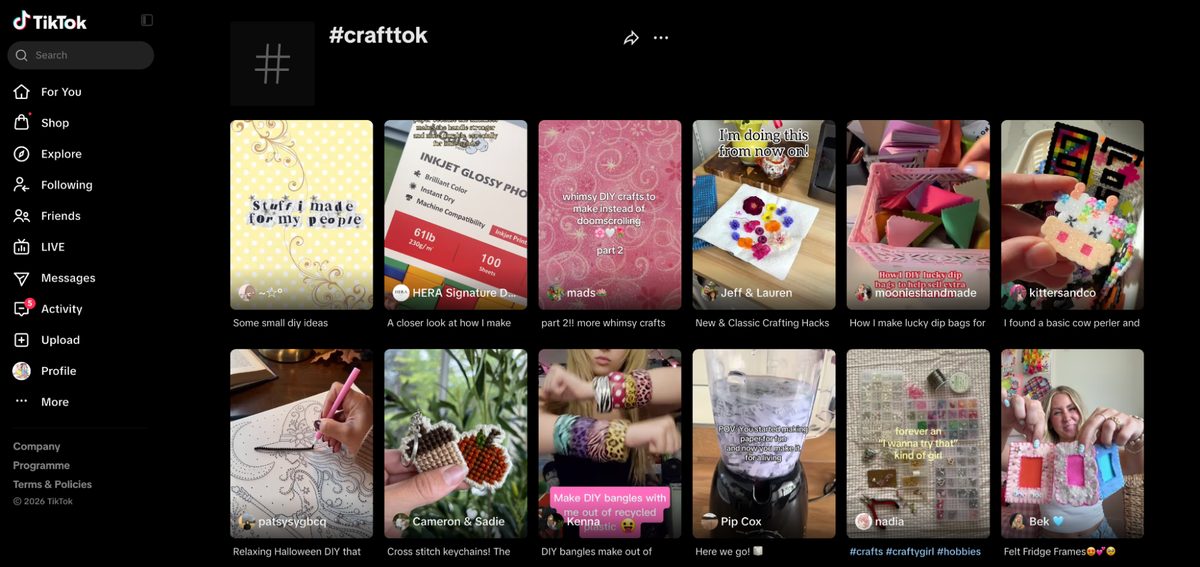 TikTok
Search
For You
Shop
Explore
Following
Friends
LIVE
Messages
5
Activity
Upload
Profile
More
Company
Programme
Terms & Policies
© 2026 TikTok
#crafttok
Stuff i made
for my people
~☆°
Some small diy ideas
makes the handle stronger
INKJET GLOSSY PHO
Brilliant Color
Instant Dry
Machine Compatibility
61lb
230g/m²
100
Sheets
Inkjet Print
HERA Signature D...
A closer look at how I make
whimsy DIY crafts to
make instead of
doomscrolling
🌸🤍🌷
part 2
mads
part 2!! more whimsy crafts
I'm doing this
from now on!
Jeff & Lauren
New & Classic Crafting Hacks
How I DIY lucky dip
bags to help sell extra
moonieshandmade
How I make lucky dip bags for
kittersandco
I found a basic cow perler and
patsysygbcq
Relaxing Halloween DIY that
Cameron & Sadie
Cross stitch keychains! The
Make DIY bangles with
me out of recycled
plastic 😆
Kenna
DIY bangles make out of
POV: You started making
paper for fun
and now you make it
for a living
Pip Cox
Here we go!
forever an
"I wanna try that"
kind of girl
nadia
#crafts #craftygirl #hobbies
Bek 🩵
Felt Fridge Frames😍💕🥹